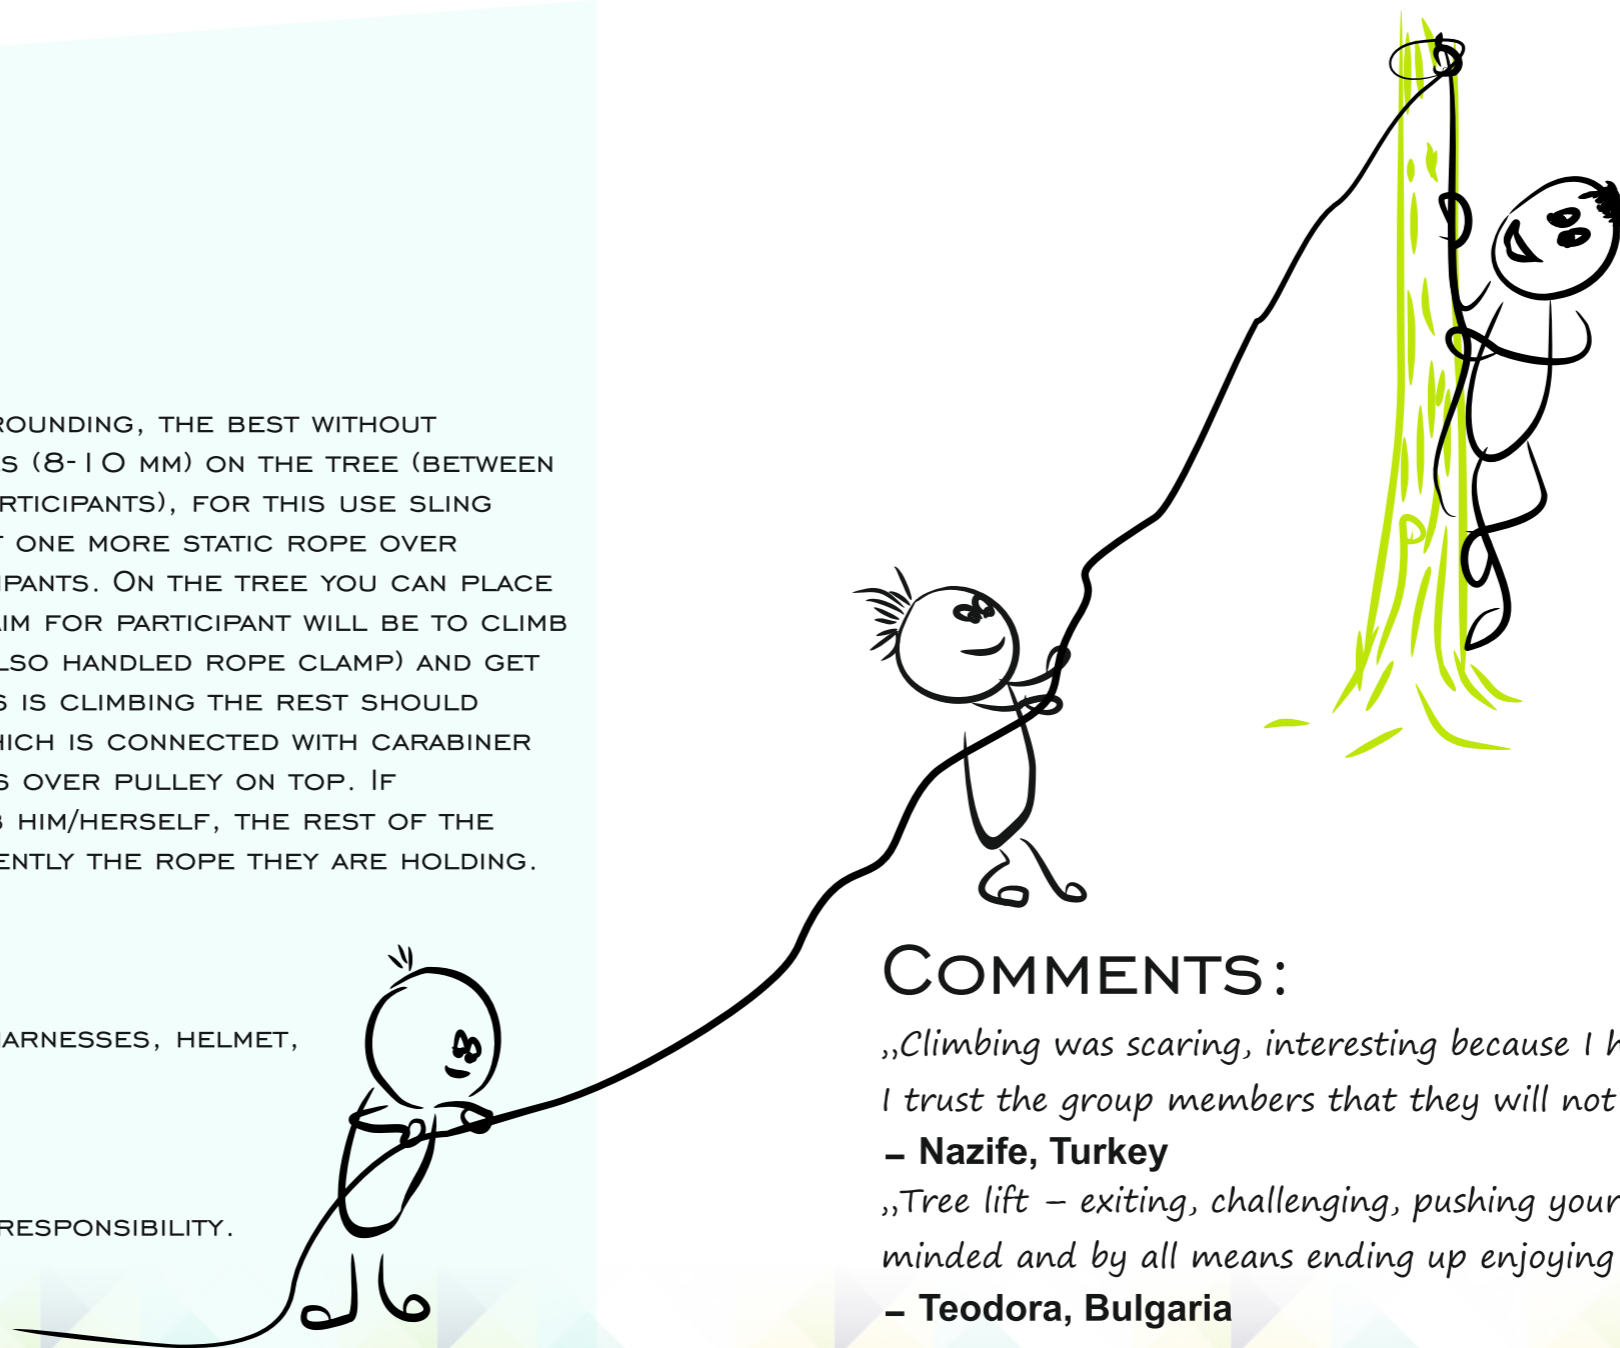 ROUNDING, THE BEST WITHOUT
S (8-10 MM) ON THE TREE (BETWEEN
RTICIPANTS), FOR THIS USE SLING
ONE MORE STATIC ROPE OVER
IPANTS. ON THE TREE YOU CAN PLACE
AIM FOR PARTICIPANT WILL BE TO CLIMB
LSO HANDLED ROPE CLAMP) AND GET
S IS CLIMBING THE REST SHOULD
HICH IS CONNECTED WITH CARABINER
S OVER PULLEY ON TOP. IF
HIM/HERSELF, THE REST OF THE
ENTLY THE ROPE THEY ARE HOLDING.
HARNESSES, HELMET,
RESPONSIBILITY.
COMMENTS:
„Climbing was scaring, interesting because I h
I trust the group members that they will not
– Nazife, Turkey
„Tree lift – exiting, challenging, pushing your
minded and by all means ending up enjoying
– Teodora, Bulgaria